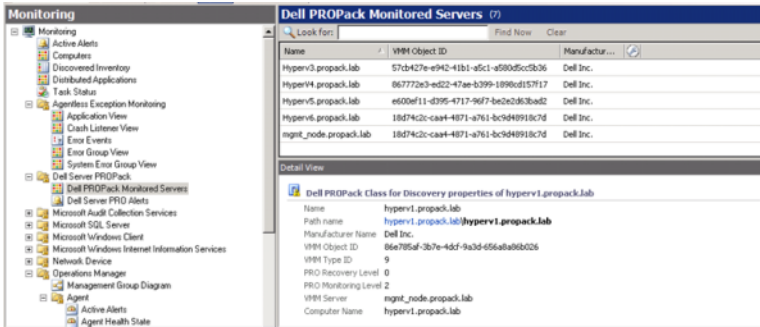 Monitoring
Monitoring
Active Alerts
Computers
Discovered Inventory
Distributed Applications
Task Status
Agentless Exception Monitoring
Application View
Crash Listener View
Error Events
Error Group View
System Error Group View
Dell Server PROPack
Dell PROPack Monitored Servers
Dell Server PRO Alerts
Microsoft Audit Collection Services
Microsoft SQL Server
Microsoft Windows Client
Microsoft Windows Internet Information Services
Network Device
Operations Manager
Management Group Diagram
Agent
Active Alerts
Agent Health State
Dell PROPack Monitored Servers (7)
Look for: Find Now Clear
Name VMM Object ID Manufactur...
Hyperv3.propack.lab 57cb427e-e942-41b1-a5c1-a580d5cc5b36 Dell Inc.
HyperV4.propack.lab 867772e3-ed22-47ae-b399-1898cd157f17 Dell Inc.
Hyperv5.propack.lab e600ef11-d395-4717-96f7-be2e2d63bad2 Dell Inc.
Hyperv6.propack.lab 18d74c2c-caa4-4871-a761-bc9d48918c7d Dell Inc.
mgmt_node.propack.lab 18d74c2c-caa4-4871-a761-bc9d48918c7d Dell Inc.
Detail View
Dell PROPack Class for Discovery properties of hyperv1.propack.lab
Name hyperv1.propack.lab
Path name hyperv1.propack.lab\hyperv1.propack.lab
Manufacturer Name Dell Inc.
VMM Object ID 86e785af-3b7e-4dcf-9a3d-656a8a86b026
VMM Type ID 9
PRO Recovery Level 0
PRO Monitoring Level 2
VMM Server mgmt_node.propack.lab
Computer Name hyperv1.propack.lab